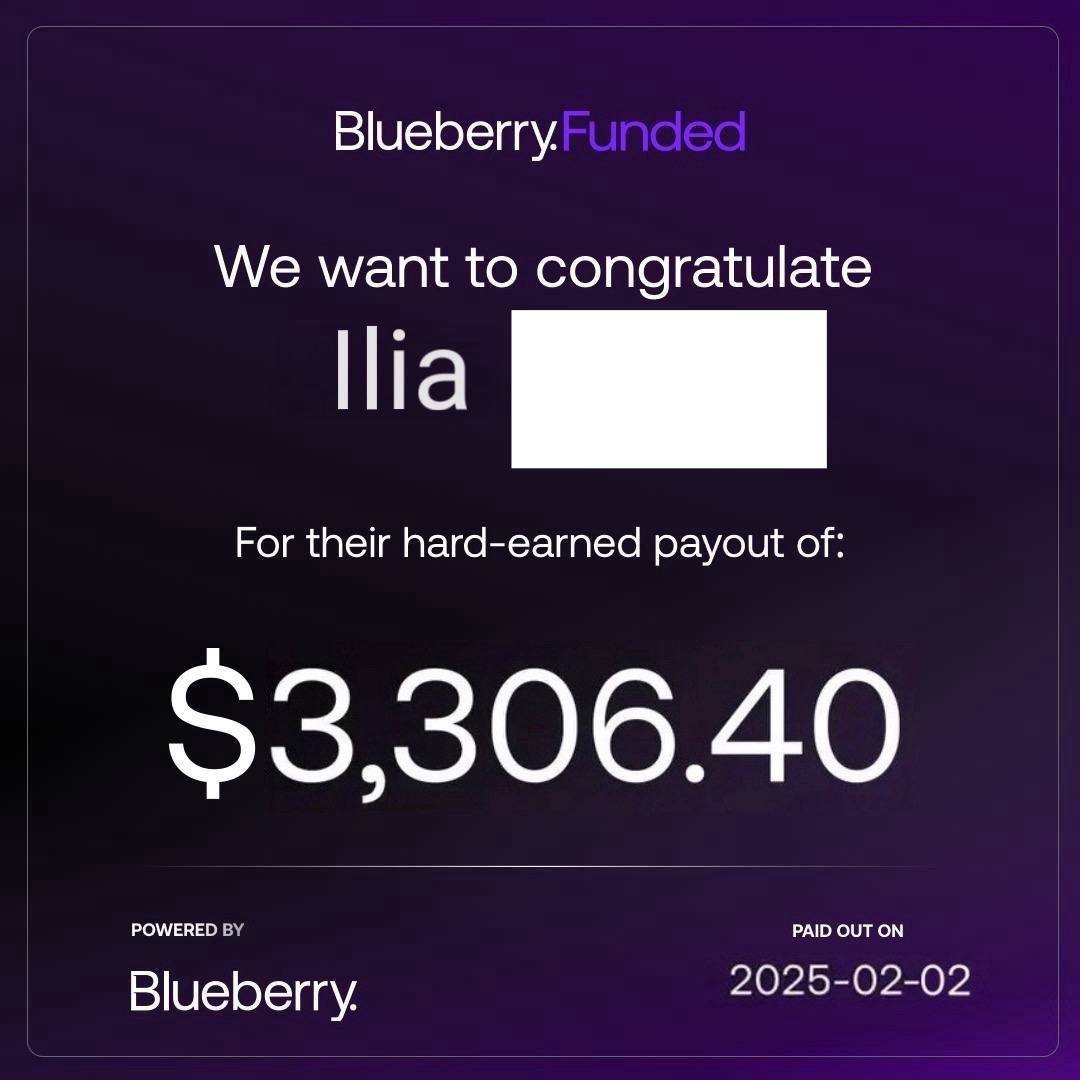 Blueberry.Funded
We want to congratulate
Ilia
For their hard-earned payout of:
$3,306.40
POWERED BY
PAID OUT ON
Blueberry.
2025-02-02